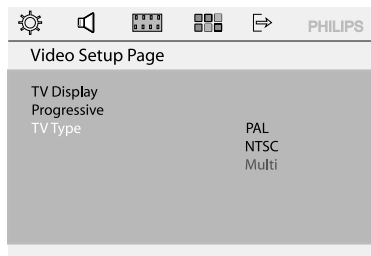 PHILIPS
Video Setup Page
TV Display
Progressive
TV Type
PAL
NTSC
Multi